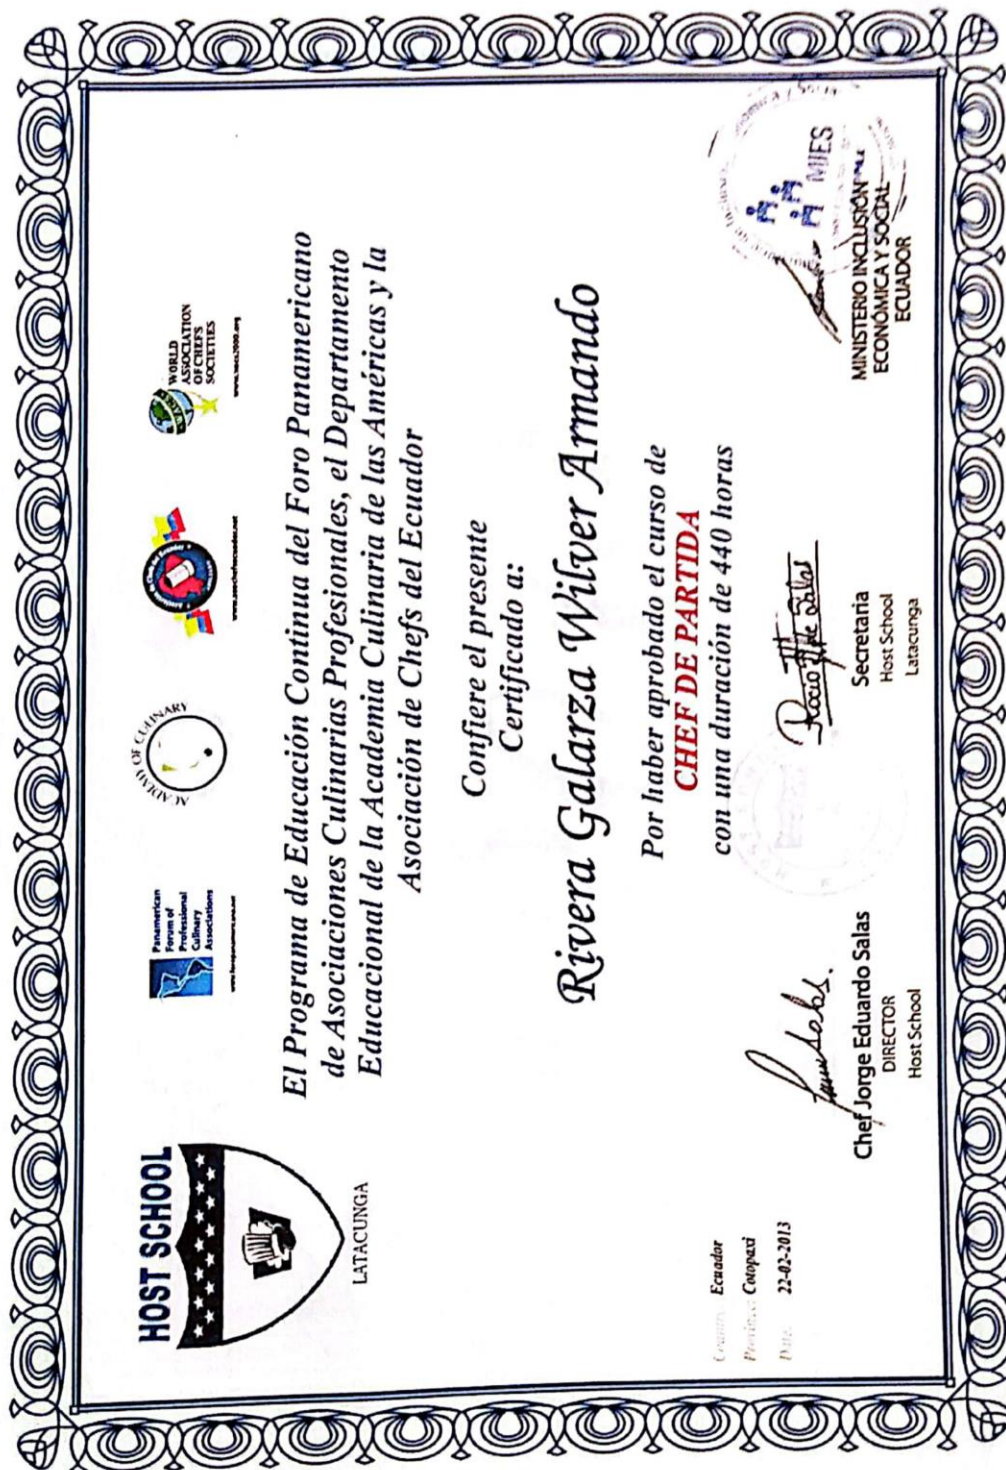 HOST SCHOOL
LATACUNGA
Panamerican
Forum of
Professional
Culinary
Associations
ACADEMY OF CULINARY
WORLD
ASSOCIATION
OF CHEFS
SOCIETIES
El Programa de Educación Continua del Foro Panamericano
de Asociaciones Culinarias Profesionales, el Departamento
Educacional de la Academia Culinaria de las Américas y la
Asociación de Chefs del Ecuador
Confiere el presente
Certificado a:
Rivera Galarza Wilver Armando
Por haber aprobado el curso de
CHEF DE PARTIDA
con una duración de 440 horas
Ecuador
Cotopaxi
22-02-2013
Chef Jorge Eduardo Salas
DIRECTOR
Host School
Secretaria
Host School
Latacunga
MIES
MINISTERIO INCLUSIÓN
ECONÓMICA Y SOCIAL
ECUADOR